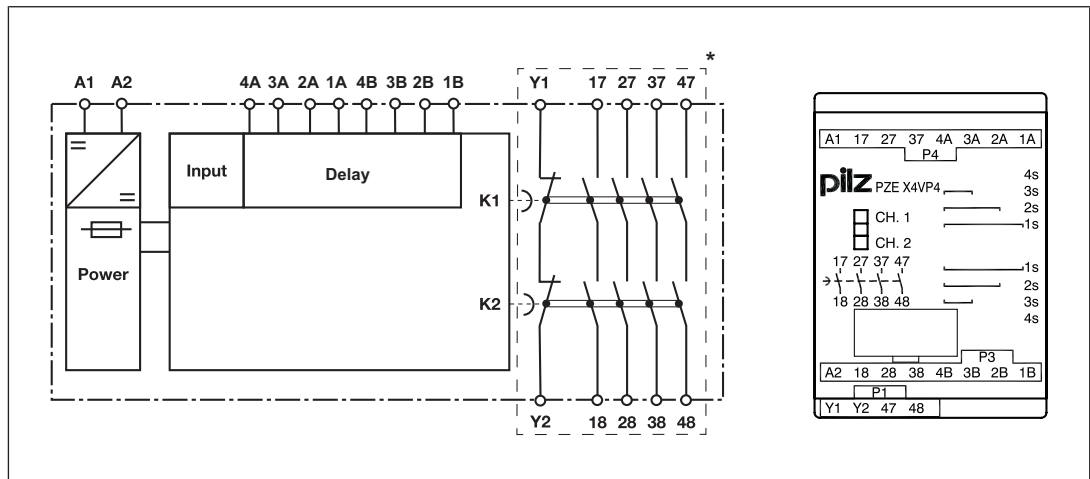 *
A1 A2 4A 3A 2A 1A 4B 3B 2B 1B Y1 17 27 37 47
=
=
Input Delay
K1
Power
K2
Y2 18 28 38 48
A1 17 27 37 4A 3A 2A 1A
P4
pilz PZE X4VP4
4s
3s
2s
1s
CH. 1
CH. 2
17 27 37 47
18 28 38 48
1s
2s
3s
4s
P3
A2 18 28 38 4B 3B 2B 1B
P1
Y1 Y2 47 48